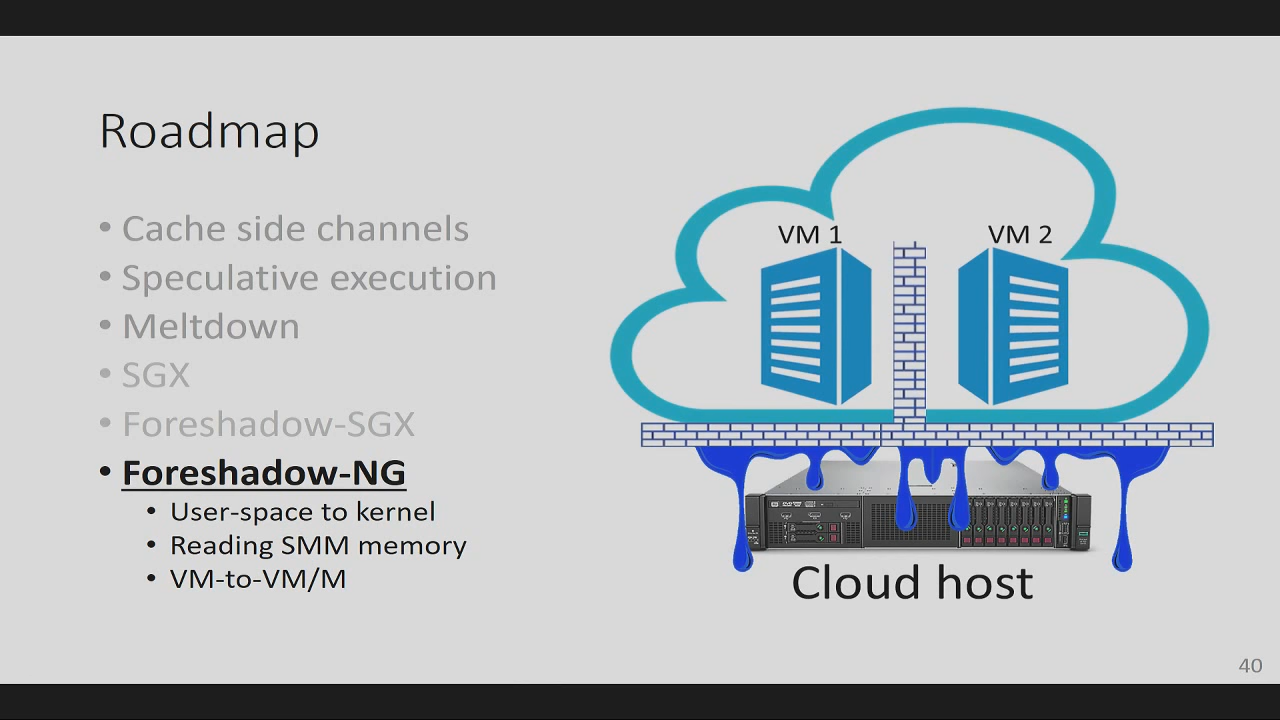 Roadmap
• Cache side channels
• Speculative execution
• Meltdown
• SGX
• Foreshadow-SGX
• Foreshadow-NG
• User-space to kernel
• Reading SMM memory
• VM-to-VM/M
VM 1
VM 2
Cloud host
40